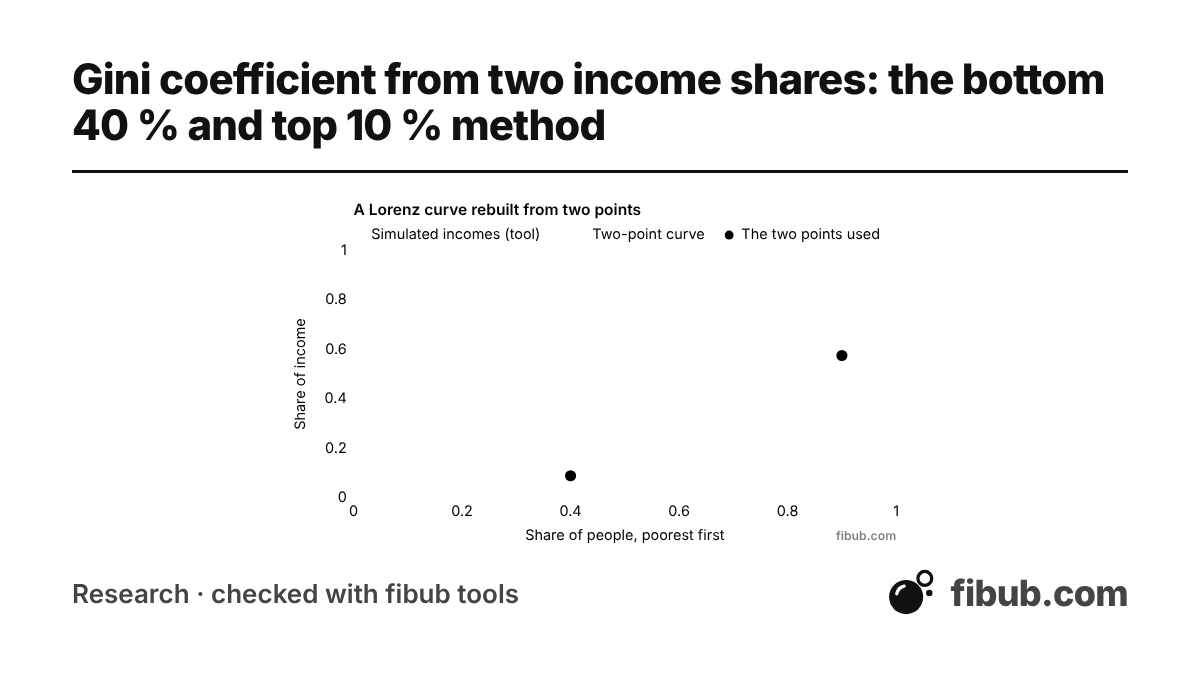 Gini coefficient from two income shares: the bottom
40 % and top 10 % method
A Lorenz curve rebuilt from two points
Simulated incomes (tool) Two-point curve The two points used
1
0.8
0.6
0.4
0.2
0
Share of income
0 0.2 0.4 0.6 0.8 1
Share of people, poorest first
fibub.com
Research · checked with fibub tools
fibub.com